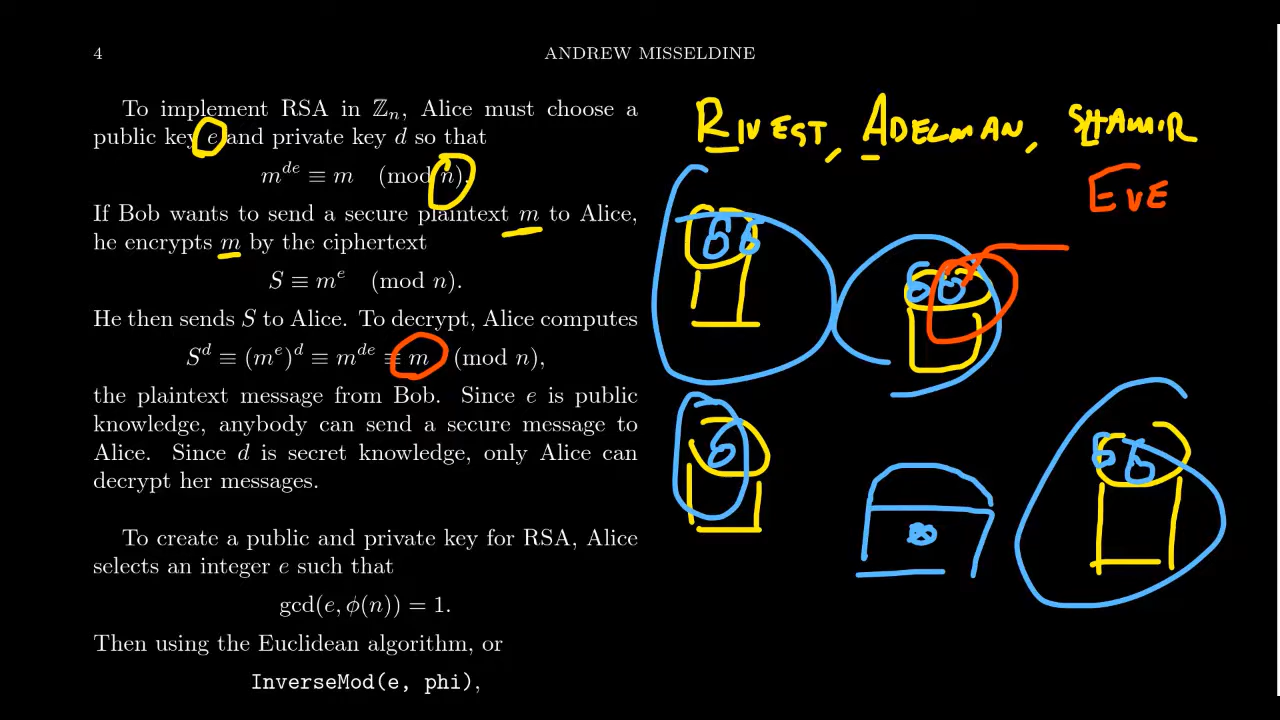 4 ANDREW MISSELDINE
To implement RSA in ℤₙ, Alice must choose a
public key e and private key d so that
m^{de} ≡ m (mod n).
If Bob wants to send a secure plaintext m to Alice,
he encrypts m by the ciphertext
S ≡ m^e (mod n).
He then sends S to Alice. To decrypt, Alice computes
S^d ≡ (m^e)^d ≡ m^{de} ≡ m (mod n),
the plaintext message from Bob. Since e is public
knowledge, anybody can send a secure message to
Alice. Since d is secret knowledge, only Alice can
decrypt her messages.
To create a public and private key for RSA, Alice
selects an integer e such that
gcd(e, ϕ(n)) = 1.
Then using the Euclidean algorithm, or
InverseMod(e, phi),
RIVEST, ADELMAN, SHAMIR
EVE